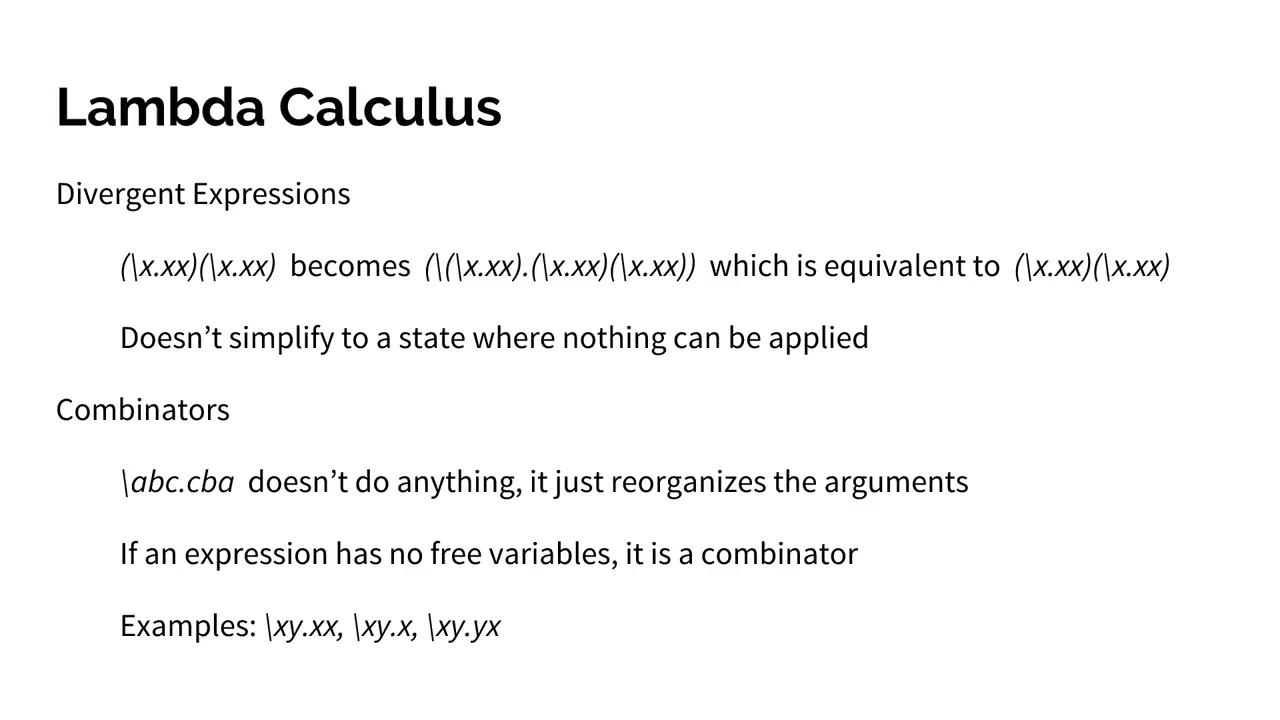 Lambda Calculus
Divergent Expressions
(\x.xx)(\x.xx) becomes (\(\x.xx).(\x.xx)(\x.xx)) which is equivalent to (\x.xx)(\x.xx)
Doesn’t simplify to a state where nothing can be applied
Combinators
\abc.cba doesn’t do anything, it just reorganizes the arguments
If an expression has no free variables, it is a combinator
Examples: \xy.xx, \xy.x, \xy.yx